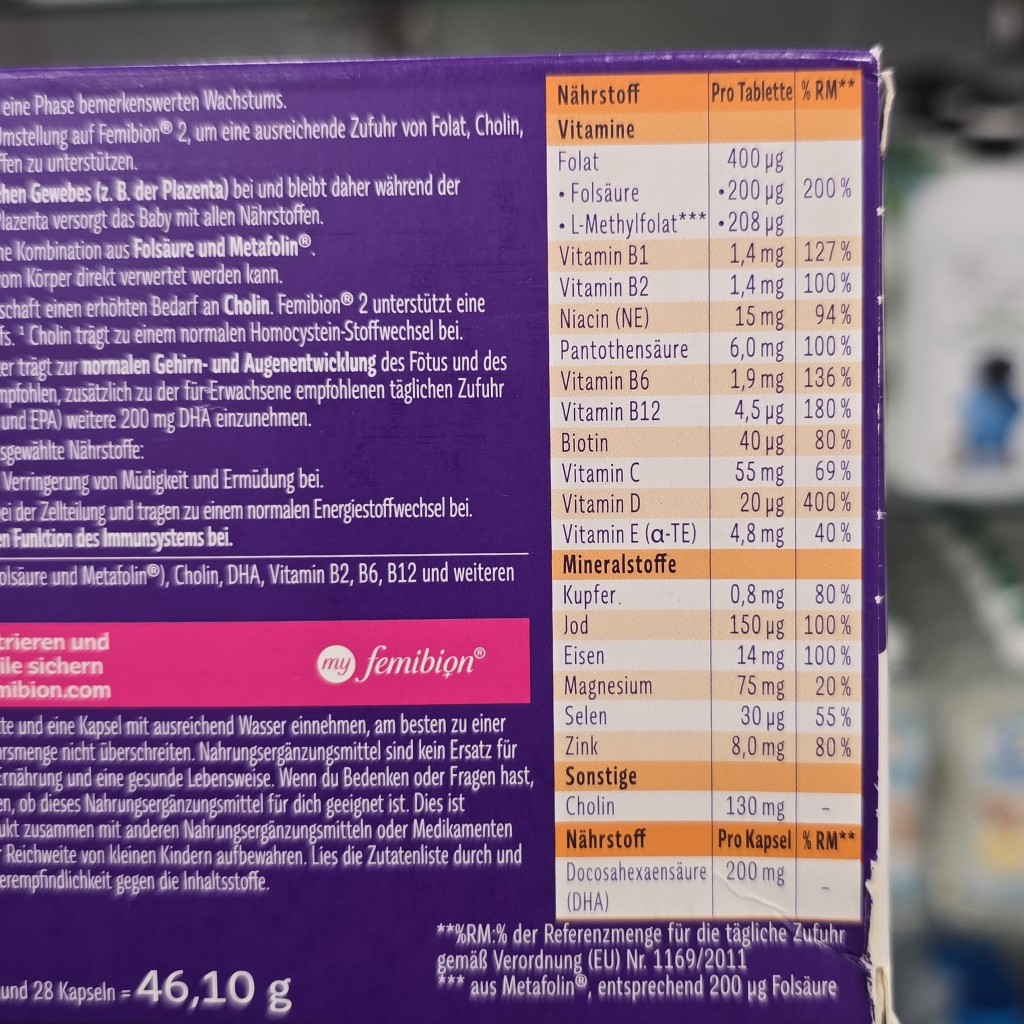 eine Phase bemerkenswerten Wachstums.
Umstellung auf Femibion® 2, um eine ausreichende Zufuhr von Folat, Cholin,
ffen zu unterstützen.
chen Gewebes (z. B. der Plazenta) bei und bleibt daher während der
Plazenta versorgt das Baby mit allen Nährstoffen.
ne Kombination aus Folsäure und Metafolin®.
vom Körper direkt verwertet werden kann.
schaft einen erhöhten Bedarf an Cholin. Femibion® 2 unterstützt eine
fs. ¹ Cholin trägt zu einem normalen Homocystein-Stoffwechsel bei.
er trägt zur normalen Gehirn- und Augenentwicklung des Fötus und des
mpfohlen, zusätzlich zu der für Erwachsene empfohlenen täglichen Zufuhr
und EPA) weitere 200 mg DHA einzunehmen.
sgewählte Nährstoffe:
Verringerung von Müdigkeit und Ermüdung bei.
ei der Zellteilung und tragen zu einem normalen Energiestoffwechsel bei.
en Funktion des Immunsystems bei.
olsäure und Metafolin®), Cholin, DHA, Vitamin B2, B6, B12 und weiteren
trieren und
ile sichern
mibion.com
my femibion®
te und eine Kapsel mit ausreichend Wasser einnehmen, am besten zu einer
rsmenge nicht überschreiten. Nahrungsergänzungsmittel sind kein Ersatz für
Ernährung und eine gesunde Lebensweise. Wenn du Bedenken oder Fragen hast,
en, ob dieses Nahrungsergänzungsmittel für dich geeignet ist. Dies ist
ukt zusammen mit anderen Nahrungsergänzungsmitteln oder Medikamenten
r Reichweite von kleinen Kindern aufbewahren. Lies die Zutatenliste durch und
erempfindlichkeit gegen die Inhaltsstoffe.
und 28 Kapseln = 46,10 g
Nährstoff Pro Tablette % RM**
Vitamine
Folat 400 µg
• Folsäure •200 µg 200 %
• L-Methylfolat*** •208 µg
Vitamin B1 1,4 mg 127 %
Vitamin B2 1,4 mg 100 %
Niacin (NE) 15 mg 94 %
Pantothensäure 6,0 mg 100 %
Vitamin B6 1,9 mg 136 %
Vitamin B12 4,5 µg 180 %
Biotin 40 µg 80 %
Vitamin C 55 mg 69 %
Vitamin D 20 µg 400 %
Vitamin E (α-TE) 4,8 mg 40 %
Mineralstoffe
Kupfer 0,8 mg 80 %
Jod 150 µg 100 %
Eisen 14 mg 100 %
Magnesium 75 mg 20 %
Selen 30 µg 55 %
Zink 8,0 mg 80 %
Sonstige
Cholin 130 mg –
Nährstoff Pro Kapsel % RM**
Docosahexaensäure 200 mg –
(DHA)
**%RM:% der Referenzmenge für die tägliche Zufuhr
gemäß Verordnung (EU) Nr. 1169/2011
*** aus Metafolin®, entsprechend 200 µg Folsäure